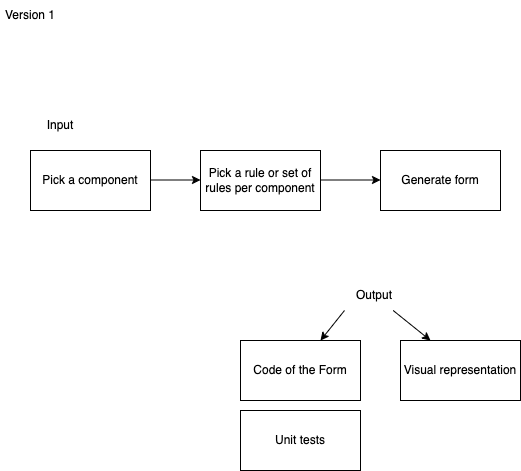 Version 1
Input
Pick a component
Pick a rule or set of
rules per component
Generate form
Output
Code of the Form
Visual representation
Unit tests